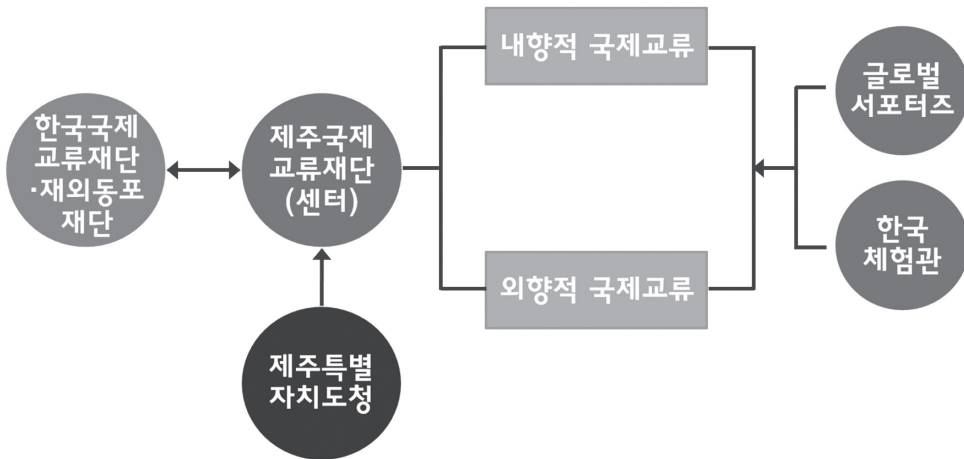 한국국제
교류재단
·재외동포
재단
제주국제
교류재단
(센터)
제주특별
자치도청
내향적 국제교류
외향적 국제교류
글로벌
서포터즈
한국
체험관